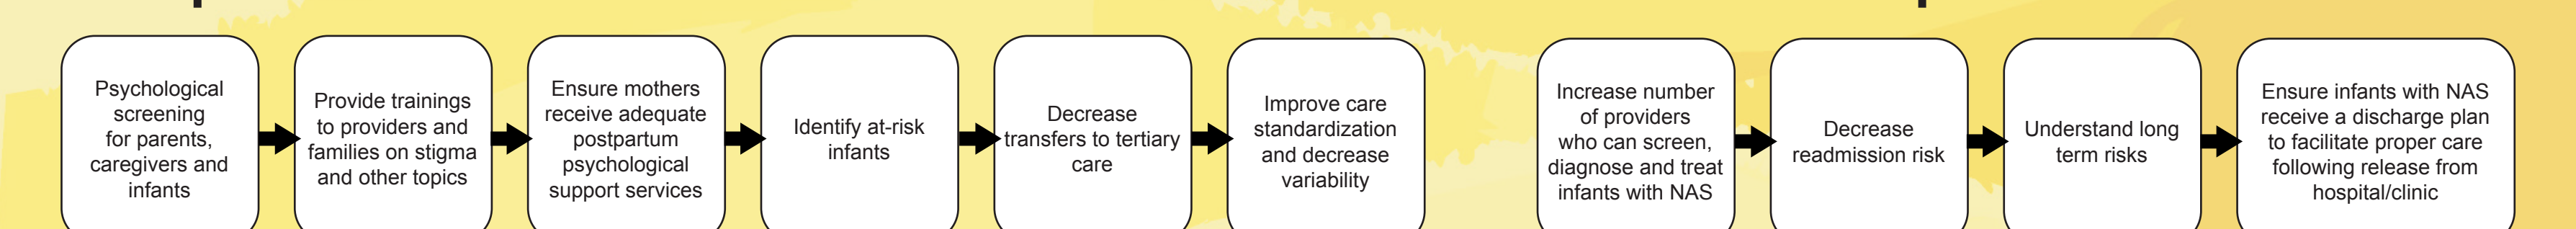 Psychological
screening
for parents,
caregivers and
infants
Provide trainings
to providers and
families on stigma
and other topics
Ensure mothers
receive adequate
postpartum
psychological
support services
Identify at-risk
infants
Decrease
transfers to tertiary
care
Improve care
standardization
and decrease
variability
Increase number
of providers
who can screen,
diagnose and treat
infants with NAS
Decrease
readmission risk
Understand long
term risks
Ensure infants with NAS
receive a discharge plan
to facilitate proper care
following release from
hospital/clinic